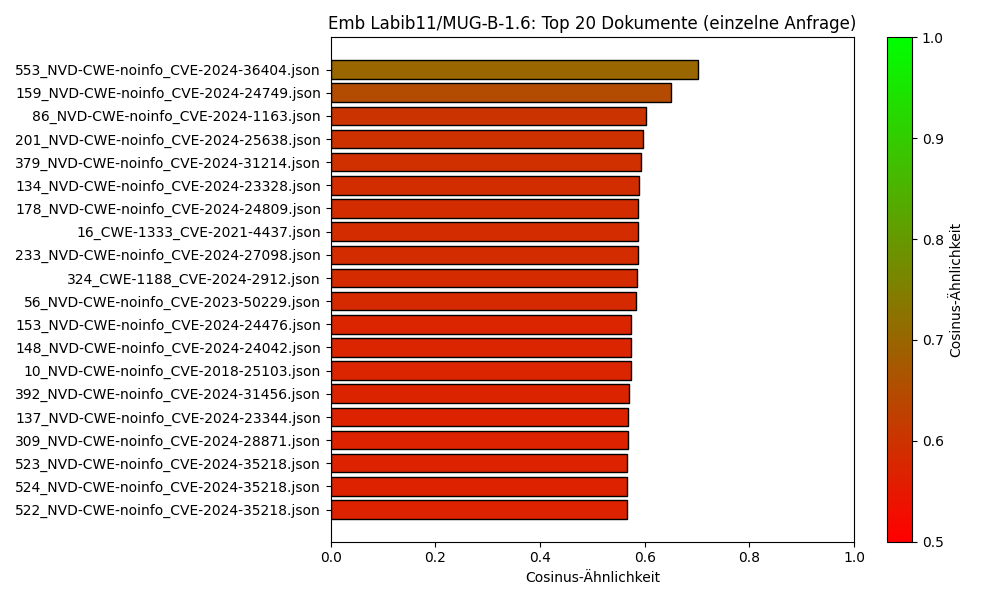 Emb Labib11/MUG-B-1.6: Top 20 Dokumente (einzelne Anfrage)
553_NVD-CWE-noinfo_CVE-2024-36404.json
159_NVD-CWE-noinfo_CVE-2024-24749.json
86_NVD-CWE-noinfo_CVE-2024-1163.json
201_NVD-CWE-noinfo_CVE-2024-25638.json
379_NVD-CWE-noinfo_CVE-2024-31214.json
134_NVD-CWE-noinfo_CVE-2024-23328.json
178_NVD-CWE-noinfo_CVE-2024-24809.json
16_CWE-1333_CVE-2021-4437.json
233_NVD-CWE-noinfo_CVE-2024-27098.json
324_CWE-1188_CVE-2024-2912.json
56_NVD-CWE-noinfo_CVE-2023-50229.json
153_NVD-CWE-noinfo_CVE-2024-24476.json
148_NVD-CWE-noinfo_CVE-2024-24042.json
10_NVD-CWE-noinfo_CVE-2018-25103.json
392_NVD-CWE-noinfo_CVE-2024-31456.json
137_NVD-CWE-noinfo_CVE-2024-23344.json
309_NVD-CWE-noinfo_CVE-2024-28871.json
523_NVD-CWE-noinfo_CVE-2024-35218.json
524_NVD-CWE-noinfo_CVE-2024-35218.json
522_NVD-CWE-noinfo_CVE-2024-35218.json
0.0 0.2 0.4 0.6 0.8 1.0
Cosinus-Ähnlichkeit
1.0
0.9
0.8
0.7
0.6
0.5
Cosinus-Ähnlichkeit